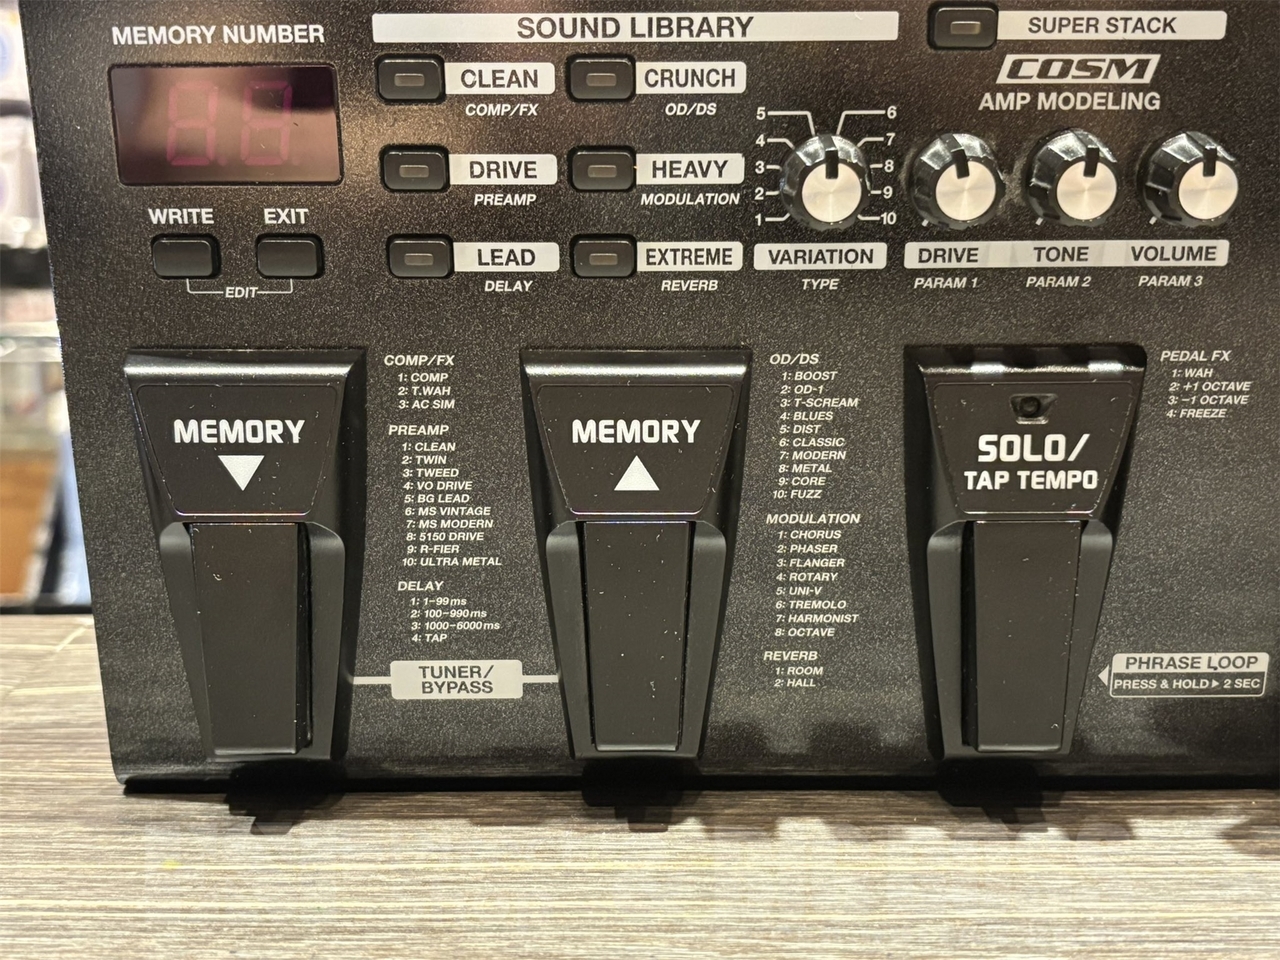 MEMORY NUMBER
SOUND LIBRARY
SUPER STACK
COSM
AMP MODELING
8.8.
CLEAN
COMP/FX
CRUNCH
OD/DS
DRIVE
PREAMP
HEAVY
MODULATION
LEAD
DELAY
EXTREME
REVERB
5 6
4 7
3 8
2 9
1 10
VARIATION
TYPE
DRIVE
PARAM 1
TONE
PARAM 2
VOLUME
PARAM 3
WRITE EXIT
EDIT
MEMORY
COMP/FX
1: COMP
2: T.WAH
3: AC SIM
PREAMP
1: CLEAN
2: TWIN
3: TWEED
4: VO DRIVE
5: BG LEAD
6: MS VINTAGE
7: MS MODERN
8: 5150 DRIVE
9: R-FIER
10: ULTRA METAL
DELAY
1: 1-99ms
2: 100-990ms
3: 1000-6000ms
4: TAP
TUNER/
BYPASS
MEMORY
OD/DS
1: BOOST
2: OD-1
3: T-SCREAM
4: BLUES
5: DIST
6: CLASSIC
7: MODERN
8: METAL
9: CORE
10: FUZZ
MODULATION
1: CHORUS
2: PHASER
3: FLANGER
4: ROTARY
5: UNI-V
6: TREMOLO
7: HARMONIST
8: OCTAVE
REVERB
1: ROOM
2: HALL
SOLO/
TAP TEMPO
PEDAL FX
1: WAH
2: +1 OCTAVE
3: -1 OCTAVE
4: FREEZE
PHRASE LOOP
PRESS & HOLD ▶ 2 SEC